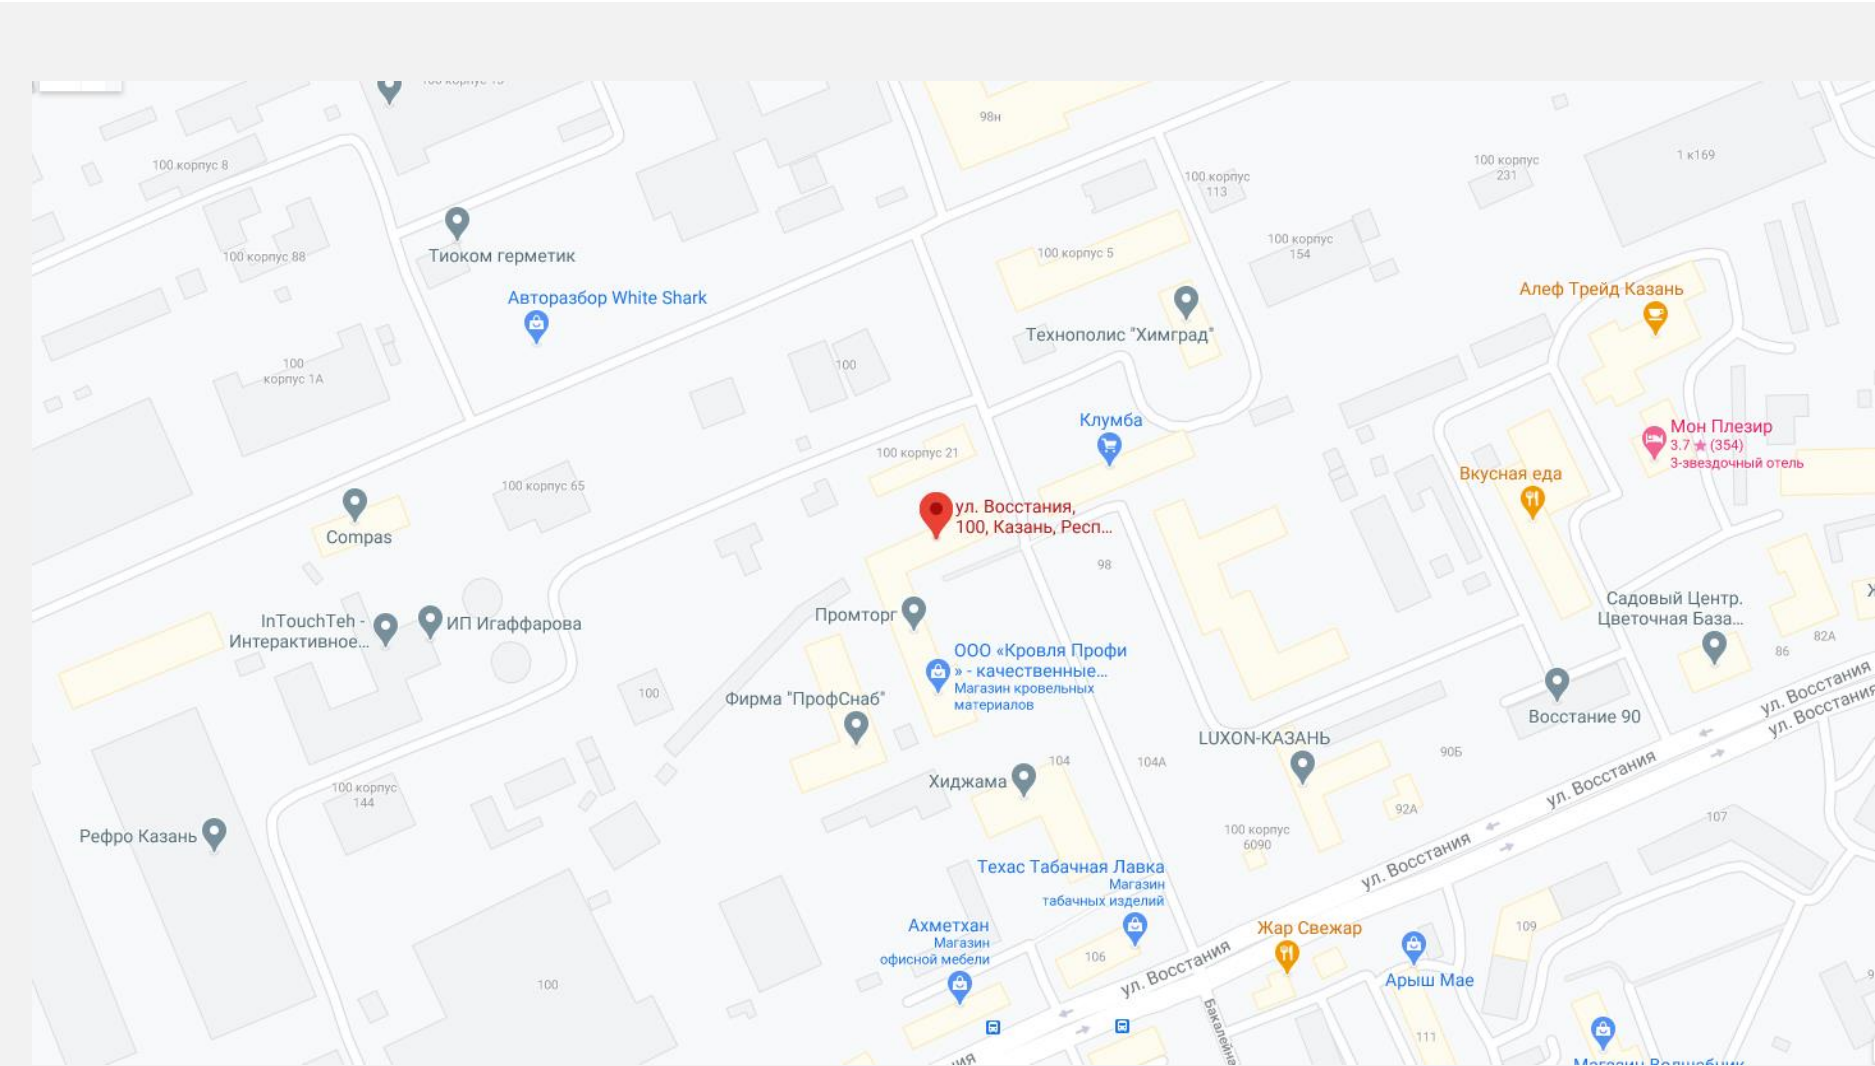 98н
100 корпус 8
100 корпус
113
100 корпус
231
1 к169
Тиоком герметик
100 корпус 88
100 корпус 5
100 корпус
154
Авторазбор White Shark
Алеф Трейд Казань
Технополис "Химград"
100
корпус 1А
100
Клумба
Мон Плезир
3.7 ★ (354)
3-звездочный отель
100 корпус 21
Вкусная еда
100 корпус 65
ул. Восстания,
100, Казань, Респ...
Compas
98
InTouchTeh -
Интерактивное...
ИП Игаффарова
Промторг
Садовый Центр.
Цветочная База...
82А
86
ООО «Кровля Профи
» - качественные...
Магазин кровельных
материалов
100
Фирма "ПрофСнаб"
Восстание 90
ул. Восстания
ул. Восстания
LUXON-КАЗАНЬ
90Б
104
104А
Хиджама
100 корпус
144
ул. Восстания
92А
107
Рефро Казань
100 корпус
6090
ул. Восстания
Техас Табачная Лавка
Магазин
табачных изделий
Ахметхан
Магазин
офисной мебели
Жар Свежар
109
106
ул. Восстания
Арыш Мае
100
111
Магазин Волшебник